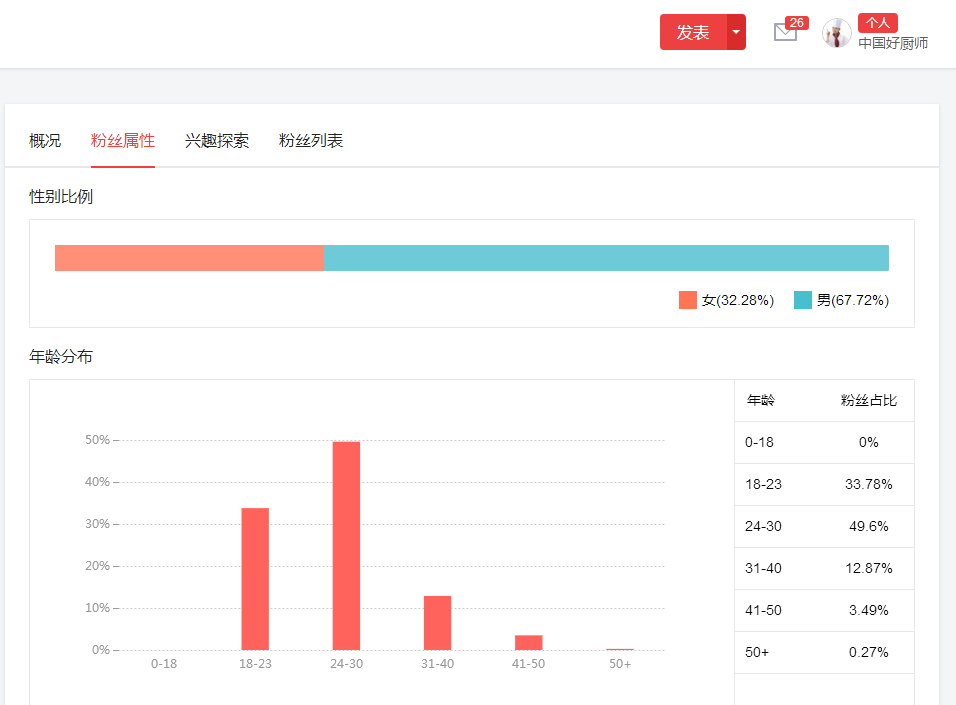 发表
26
个人
中国好厨师
概况 粉丝属性 兴趣探索 粉丝列表
性别比例
女(32.28%) 男(67.72%)
年龄分布
50%
40%
30%
20%
10%
0%
0-18 18-23 24-30 31-40 41-50 50+
年龄 粉丝占比
0-18 0%
18-23 33.78%
24-30 49.6%
31-40 12.87%
41-50 3.49%
50+ 0.27%